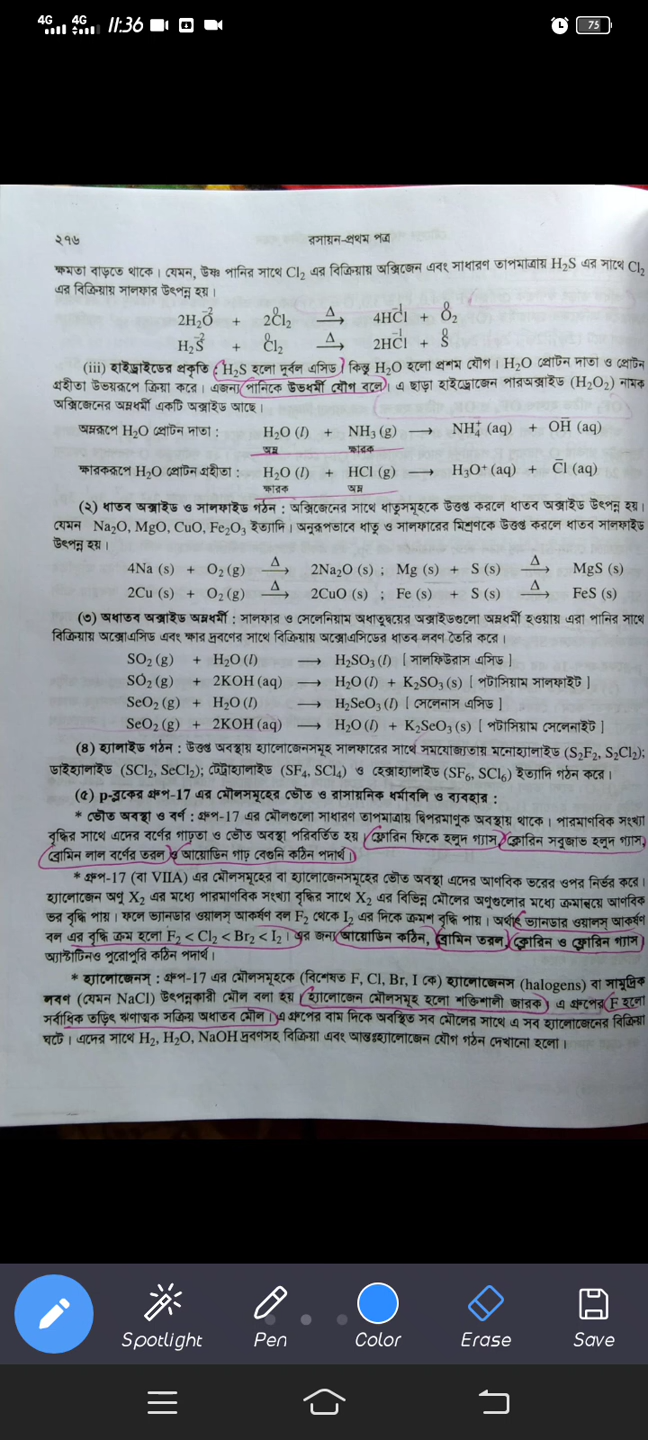 4G 4G 11:36 75
২৭৬ রসায়ন-প্রথম পত্র
ক্ষমতা বাড়তে থাকে। যেমন, উষ্ণ পানির সাথে Cl₂ এর বিক্রিয়ায় অক্সিজেন এবং সাধারণ তাপমাত্রায় H₂S এর সাথে Cl₂
এর বিক্রিয়ায় সালফার উৎপন্ন হয়।
2H₂O⁻² + 2Cl₂⁰ —Δ→ 4HCl⁻¹ + O₂⁰
H₂S⁻² + Cl₂⁰ —Δ→ 2HCl⁻¹ + S⁰
(iii) হাইড্রাইডের প্রকৃতি : H₂S হলো দুর্বল এসিড কিন্তু H₂O হলো প্রশম যৌগ। H₂O প্রোটন দাতা ও প্রোটন
গ্রহীতা উভয়রূপে ক্রিয়া করে। এজন্য পানিকে উভধর্মী যৌগ বলে। এ ছাড়া হাইড্রোজেন পারঅক্সাইড (H₂O₂) নামক
অক্সিজেনের অম্লধর্মী একটি অক্সাইড আছে।
অম্লরূপে H₂O প্রোটন দাতা : H₂O (l) + NH₃ (g) ⟶ NH₄⁺ (aq) + OH⁻ (aq)
অম্ল ক্ষারক
ক্ষারকরূপে H₂O প্রোটন গ্রহীতা : H₂O (l) + HCl (g) ⟶ H₃O⁺ (aq) + Cl⁻ (aq)
ক্ষারক অম্ল
(২) ধাতব অক্সাইড ও সালফাইড গঠন : অক্সিজেনের সাথে ধাতুসমূহকে উত্তপ্ত করলে ধাতব অক্সাইড উৎপন্ন হয়।
যেমন Na₂O, MgO, CuO, Fe₂O₃ ইত্যাদি। অনুরূপভাবে ধাতু ও সালফারের মিশ্রণকে উত্তপ্ত করলে ধাতব সালফাইড
উৎপন্ন হয়।
4Na (s) + O₂ (g) —Δ→ 2Na₂O (s) ; Mg (s) + S (s) —Δ→ MgS (s)
2Cu (s) + O₂ (g) —Δ→ 2CuO (s) ; Fe (s) + S (s) —Δ→ FeS (s)
(৩) অধাতব অক্সাইড অম্লধর্মী : সালফার ও সেলেনিয়াম অধাতুদ্বয়ের অক্সাইডগুলো অম্লধর্মী হওয়ায় এরা পানির সাথে
বিক্রিয়ায় অক্সোএসিড এবং ক্ষার দ্রবণের সাথে বিক্রিয়ায় অক্সোএসিডের ধাতব লবণ তৈরি করে।
SO₂ (g) + H₂O (l) ⟶ H₂SO₃ (l) [ সালফিউরাস এসিড ]
SO₂ (g) + 2KOH (aq) ⟶ H₂O (l) + K₂SO₃ (s) [ পটাসিয়াম সালফাইট ]
SeO₂ (g) + H₂O (l) ⟶ H₂SeO₃ (l) [ সেলেনাস এসিড ]
SeO₂ (g) + 2KOH (aq) ⟶ H₂O (l) + K₂SeO₃ (s) [ পটাসিয়াম সেলেনাইট ]
(৪) হ্যালাইড গঠন : উত্তপ্ত অবস্থায় হ্যালোজেনসমূহ সালফারের সাথে সমযোজ্যতায় মনোহ্যালাইড (S₂F₂, S₂Cl₂);
ডাইহ্যালাইড (SCl₂, SeCl₂); টেট্রাহ্যালাইড (SF₄, SCl₄) ও হেক্সাহ্যালাইড (SF₆, SCl₆) ইত্যাদি গঠন করে।
(৫) p-ব্লকের গ্রুপ-17 এর মৌলসমূহের ভৌত ও রাসায়নিক ধর্মাবলি ও ব্যবহার :
* ভৌত অবস্থা ও বর্ণ : গ্রুপ-17 এর মৌলগুলো সাধারণ তাপমাত্রায় দ্বিপরমাণুক অবস্থায় থাকে। পারমাণবিক সংখ্যা
বৃদ্ধির সাথে এদের বর্ণের গাঢ়তা ও ভৌত অবস্থা পরিবর্তিত হয়। ফ্লোরিন ফিকে হলুদ গ্যাস, ক্লোরিন সবুজাভ হলুদ গ্যাস,
ব্রোমিন লাল বর্ণের তরল ও আয়োডিন গাঢ় বেগুনি কঠিন পদার্থ।
* গ্রুপ-17 (বা VIIA) এর মৌলসমূহের বা হ্যালোজেনসমূহের ভৌত অবস্থা এদের আণবিক ভরের ওপর নির্ভর করে।
হ্যালোজেন অণু X₂ এর মধ্যে পারমাণবিক সংখ্যা বৃদ্ধির সাথে X₂ এর বিভিন্ন মৌলের অণুগুলোর মধ্যে ক্রমান্বয়ে আণবিক
ভর বৃদ্ধি পায়। ফলে ভ্যানডার ওয়ালস্ আকর্ষণ বল F₂ থেকে I₂ এর দিকে ক্রমশ বৃদ্ধি পায়। অর্থাৎ ভ্যানডার ওয়ালস্ আকর্ষণ
বল এর বৃদ্ধি ক্রম হলো F₂ < Cl₂ < Br₂ < I₂। এর জন্য আয়োডিন কঠিন, ব্রোমিন তরল, ক্লোরিন ও ফ্লোরিন গ্যাস।
অ্যাস্টাটিনও পুরোপুরি কঠিন পদার্থ।
* হ্যালোজেনস্ : গ্রুপ-17 এর মৌলসমূহকে (বিশেষত F, Cl, Br, I কে) হ্যালোজেনস (halogens) বা সামুদ্রিক
লবণ (যেমন NaCl) উৎপন্নকারী মৌল বলা হয়। হ্যালোজেন মৌলসমূহ হলো শক্তিশালী জারক। এ গ্রুপের F হলো
সর্বাধিক তড়িৎ ঋণাত্মক সক্রিয় অধাতব মৌল। এ গ্রুপের বাম দিকে অবস্থিত সব মৌলের সাথে এ সব হ্যালোজেনের বিক্রিয়া
ঘটে। এদের সাথে H₂, H₂O, NaOH দ্রবণসহ বিক্রিয়া এবং আন্তঃহ্যালোজেন যৌগ গঠন দেখানো হলো।
Spotlight Pen Color Erase Save